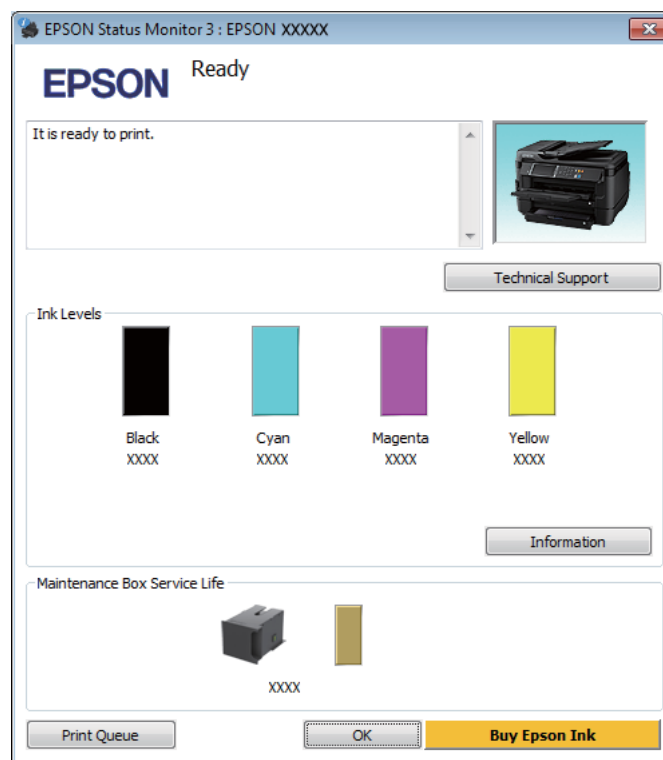 EPSON Status Monitor 3 : EPSON XXXXX
EPSON
Ready
It is ready to print.
Technical Support
Ink Levels
Black Cyan Magenta Yellow
XXXX XXXX XXXX XXXX
Information
Maintenance Box Service Life
XXXX
Print Queue OK Buy Epson Ink